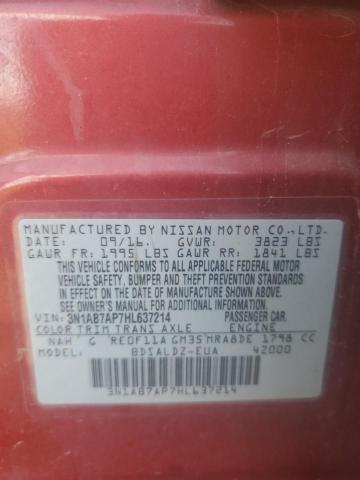 MANUFACTURED BY NISSAN MOTOR CO.,LTD.
DATE: 09/16. GVWR: 3823 LBS
GAWR FR: 1995 LBS GAWR RR: 1841 LBS
THIS VEHICLE CONFORMS TO ALL APPLICABLE FEDERAL MOTOR
VEHICLE SAFETY, BUMPER AND THEFT PREVENTION
STANDARDS IN EFFECT ON THE DATE OF MANUFACTURE SHOWN ABOVE.
SEE OWNER'S MANUAL FOR ADDITIONAL INFORMATION.
VIN: 3N1AB7AP7HL637214 PASSENGER CAR.
COLOR TRIM TRANS AXLE ENGINE
NAH G RE0F11A GM35 MRA8DE 1798 CC
BDSALDZ-EUA 42000
3N1AB7AP7HL637214